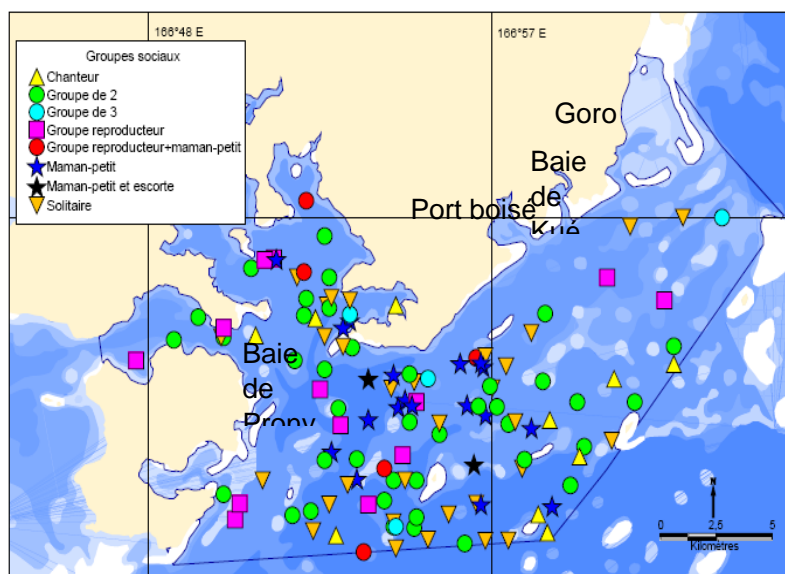 166°48 E
166°57 E
Groupes sociaux
Chanteur
Groupe de 2
Groupe de 3
Groupe reproducteur
Groupe reproducteur+maman-petit
Maman-petit
Maman-petit et escorte
Solitaire
Goro
Baie
de
Kué
Port boisé
Baie
de
Prony
N
0 2,5 5
Kilomètres